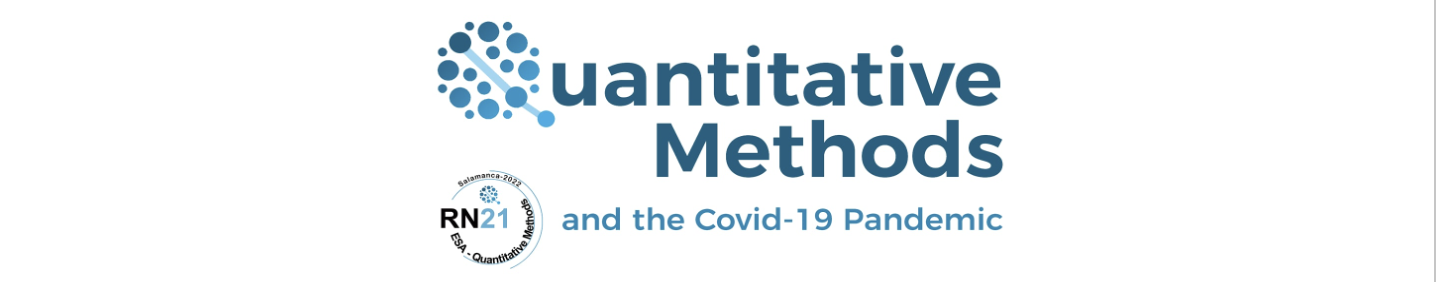 Quantitative
Methods
and the Covid-19 Pandemic
Salamanca-2022
RN21
ESA - Quantitative Methods